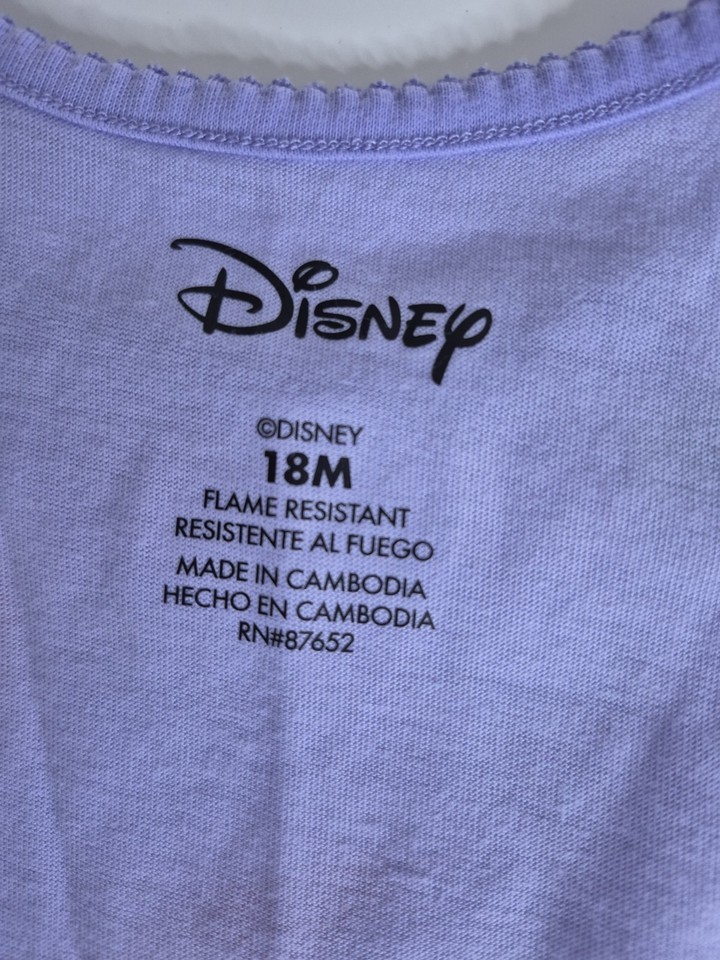 Disney
©DISNEY
18M
FLAME RESISTANT
RESISTENTE AL FUEGO
MADE IN CAMBODIA
HECHO EN CAMBODIA
RN#87652